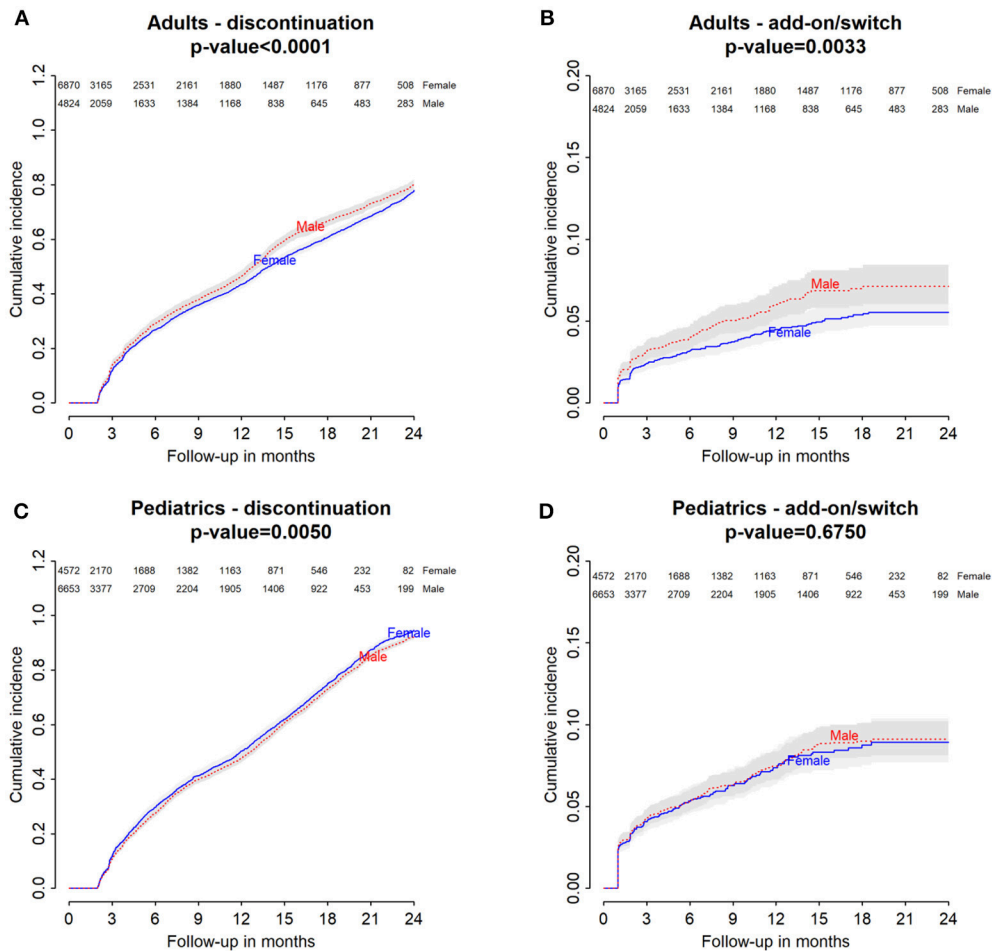 A
Adults - discontinuation
p-value<0.0001
6870 3165 2531 2161 1880 1487 1176 877 508 Female
4824 2059 1633 1384 1168 838 645 483 283 Male
Cumulative incidence
1.2
1.0
0.8
0.6
0.4
0.2
0.0
Male
Female
0 3 6 9 12 15 18 21 24
Follow-up in months
B
Adults - add-on/switch
p-value=0.0033
6870 3165 2531 2161 1880 1487 1176 877 508 Female
4824 2059 1633 1384 1168 838 645 483 283 Male
Cumulative incidence
0.20
0.15
0.10
0.05
0.00
Male
Female
0 3 6 9 12 15 18 21 24
Follow-up in months
C
Pediatrics - discontinuation
p-value=0.0050
4572 2170 1688 1382 1163 871 546 232 82 Female
6653 3377 2709 2204 1905 1406 922 453 199 Male
Cumulative incidence
1.2
1.0
0.8
0.6
0.4
0.2
0.0
Female
Male
0 3 6 9 12 15 18 21 24
Follow-up in months
D
Pediatrics - add-on/switch
p-value=0.6750
4572 2170 1688 1382 1163 871 546 232 82 Female
6653 3377 2709 2204 1905 1406 922 453 199 Male
Cumulative incidence
0.20
0.15
0.10
0.05
0.00
Male
Female
0 3 6 9 12 15 18 21 24
Follow-up in months